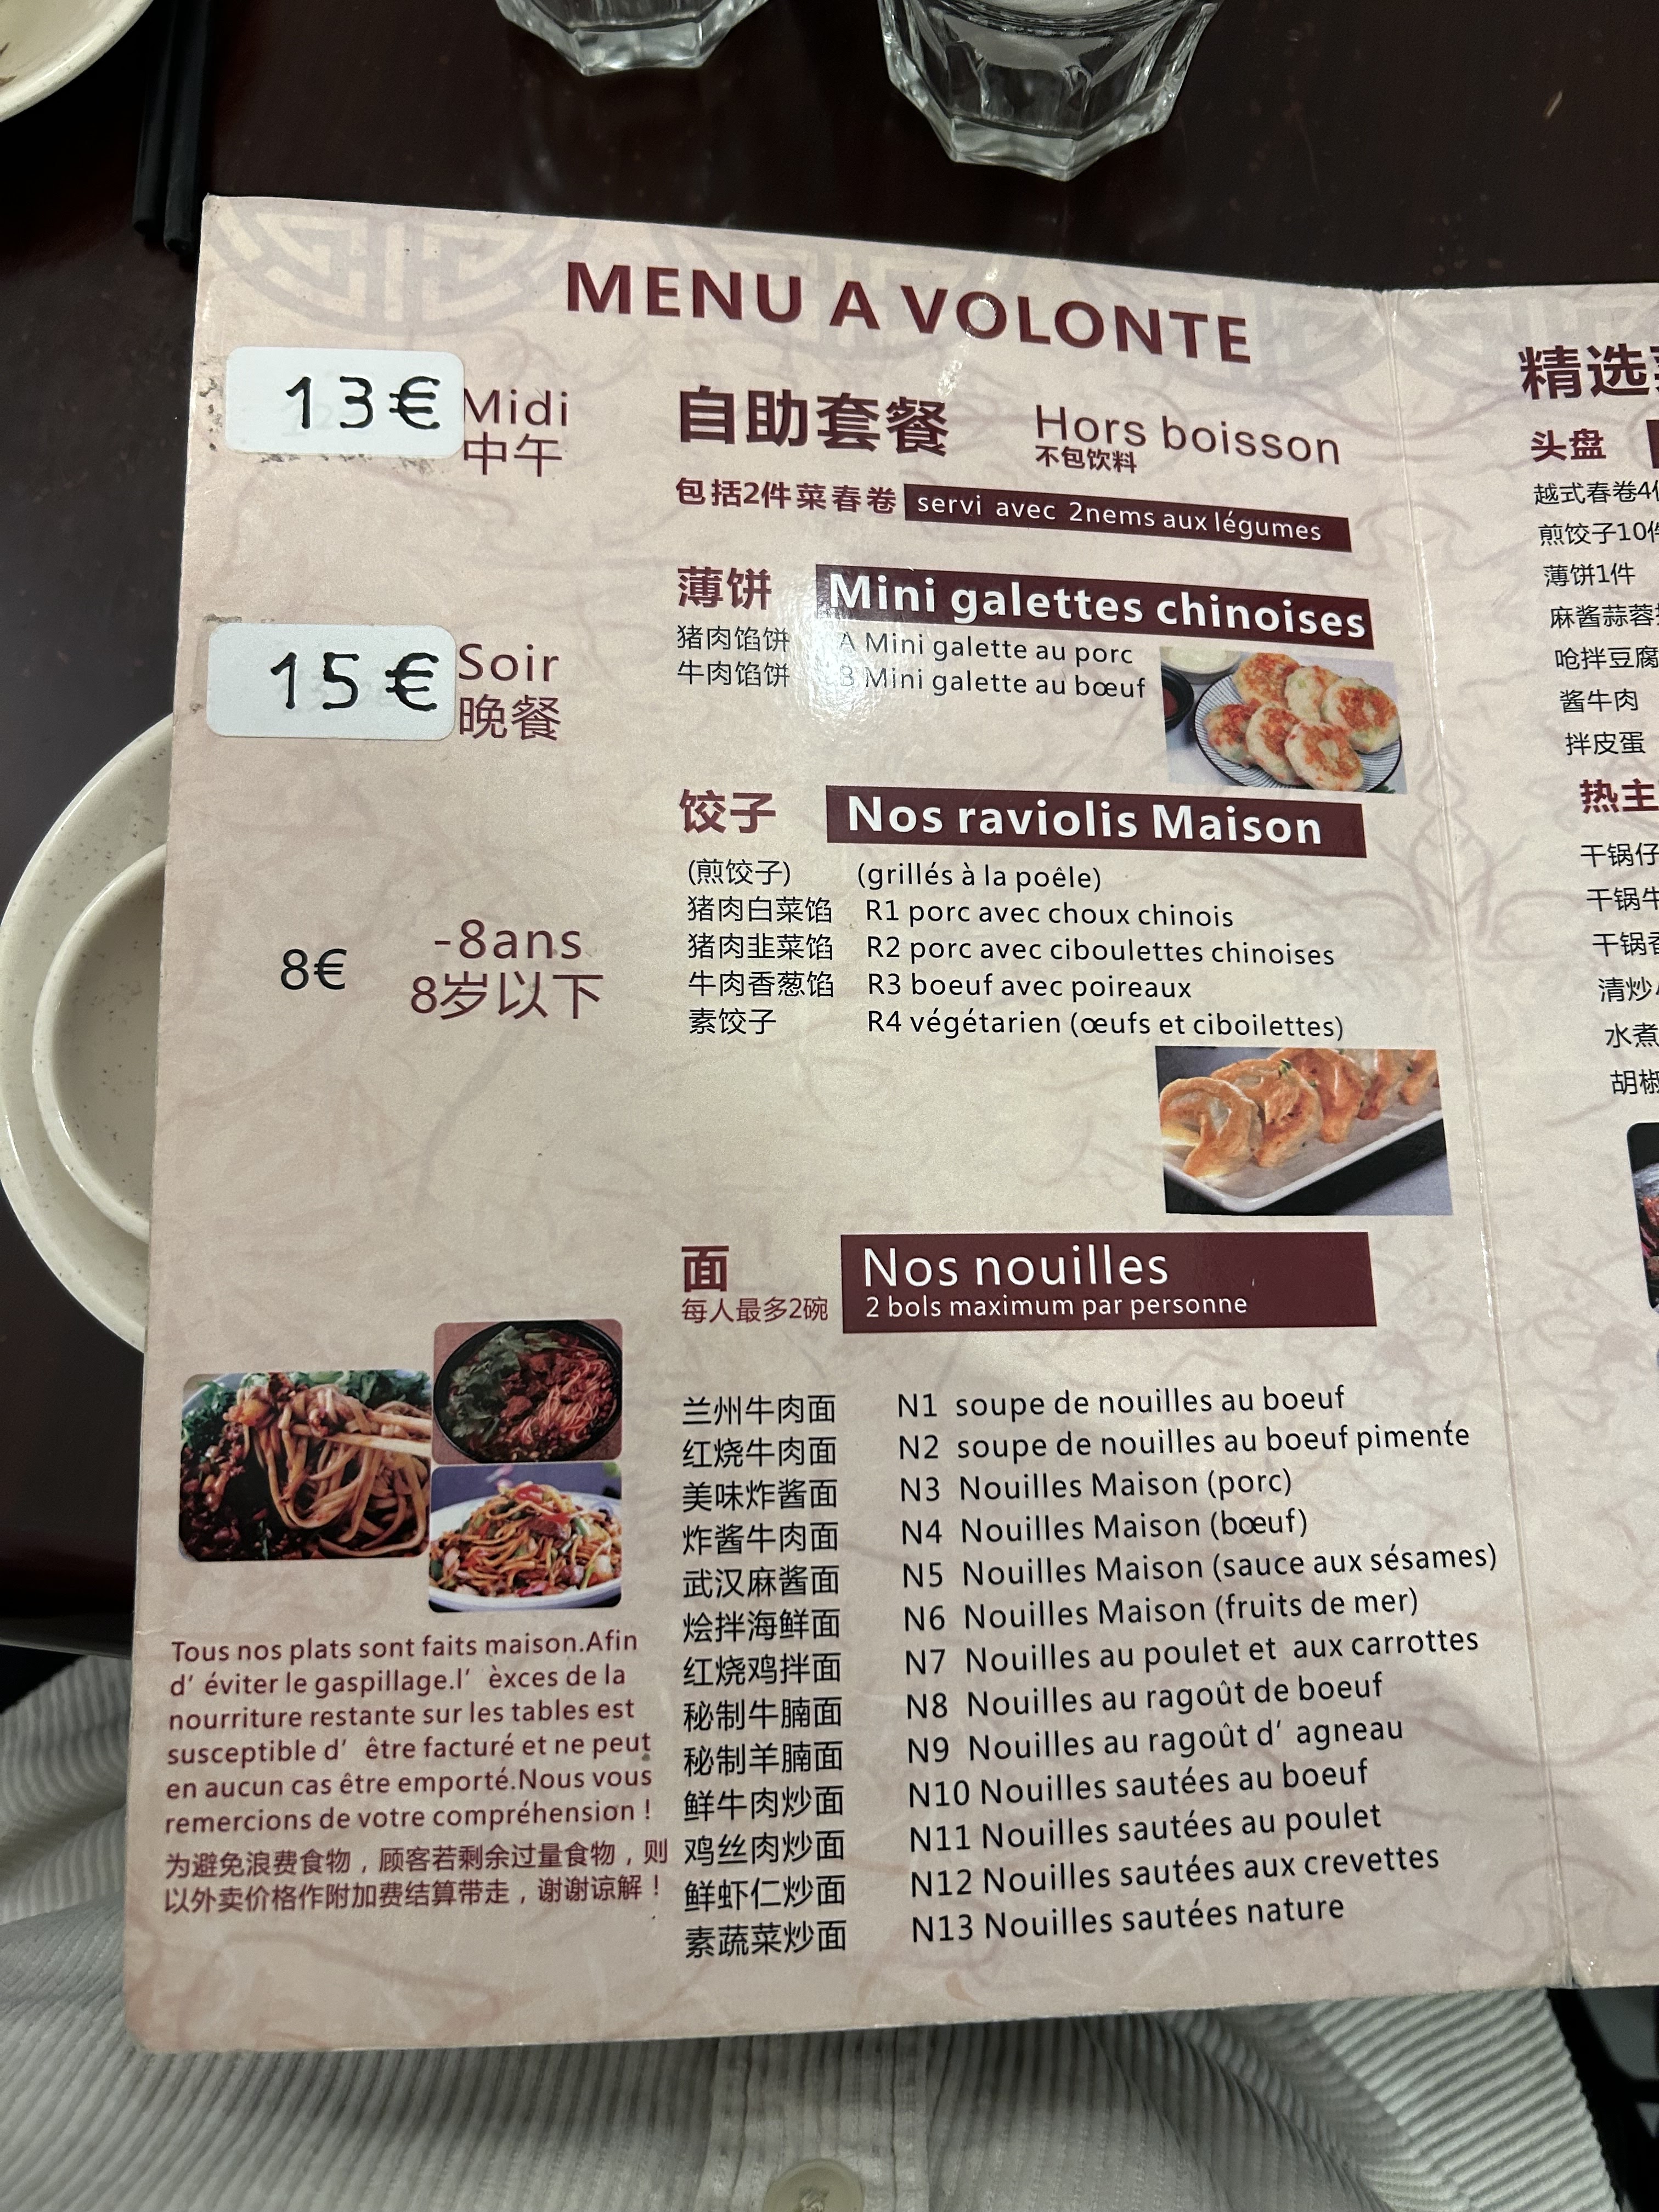 MENU A VOLONTE
13€ Midi
中午
自助套餐 Hors boisson
不包饮料
包括2件菜春卷 servi avec 2nems aux légumes
15€ Soir
晚餐
8€ -8ans
8岁以下
薄饼 Mini galettes chinoises
猪肉馅饼 A Mini galette au porc
牛肉馅饼 B Mini galette au bœuf
饺子 Nos raviolis Maison
(煎饺子) (grillés à la poêle)
猪肉白菜馅 R1 porc avec choux chinois
猪肉韭菜馅 R2 porc avec ciboulettes chinoises
牛肉香葱馅 R3 boeuf avec poireaux
素饺子 R4 végétarien (œufs et ciboilettes)
面 Nos nouilles
每人最多2碗 2 bols maximum par personne
兰州牛肉面 N1 soupe de nouilles au boeuf
红烧牛肉面 N2 soupe de nouilles au boeuf pimenté
美味炸酱面 N3 Nouilles Maison (porc)
炸酱牛肉面 N4 Nouilles Maison (bœuf)
武汉麻酱面 N5 Nouilles Maison (sauce aux sésames)
烩拌海鲜面 N6 Nouilles Maison (fruits de mer)
红烧鸡拌面 N7 Nouilles au poulet et aux carrottes
秘制牛腩面 N8 Nouilles au ragoût de boeuf
秘制羊腩面 N9 Nouilles au ragoût d' agneau
鲜牛肉炒面 N10 Nouilles sautées au boeuf
鸡丝肉炒面 N11 Nouilles sautées au poulet
鲜虾仁炒面 N12 Nouilles sautées aux crevettes
素蔬菜炒面 N13 Nouilles sautées nature
Tous nos plats sont faits maison.Afin
d' éviter le gaspillage.l' èxces de la
nourriture restante sur les tables est
susceptible d' être facturé et ne peut
en aucun cas être emporté.Nous vous
remercions de votre compréhension !
为避免浪费食物，顾客若剩余过量食物，则
以外卖价格作附加费结算带走，谢谢谅解！
精选
头盘
越式春卷4
煎饺子10件
薄饼1件
麻酱蒜蓉
呛拌豆腐
酱牛肉
拌皮蛋
热主
干锅仔
干锅牛
干锅香
清炒
水煮
胡椒